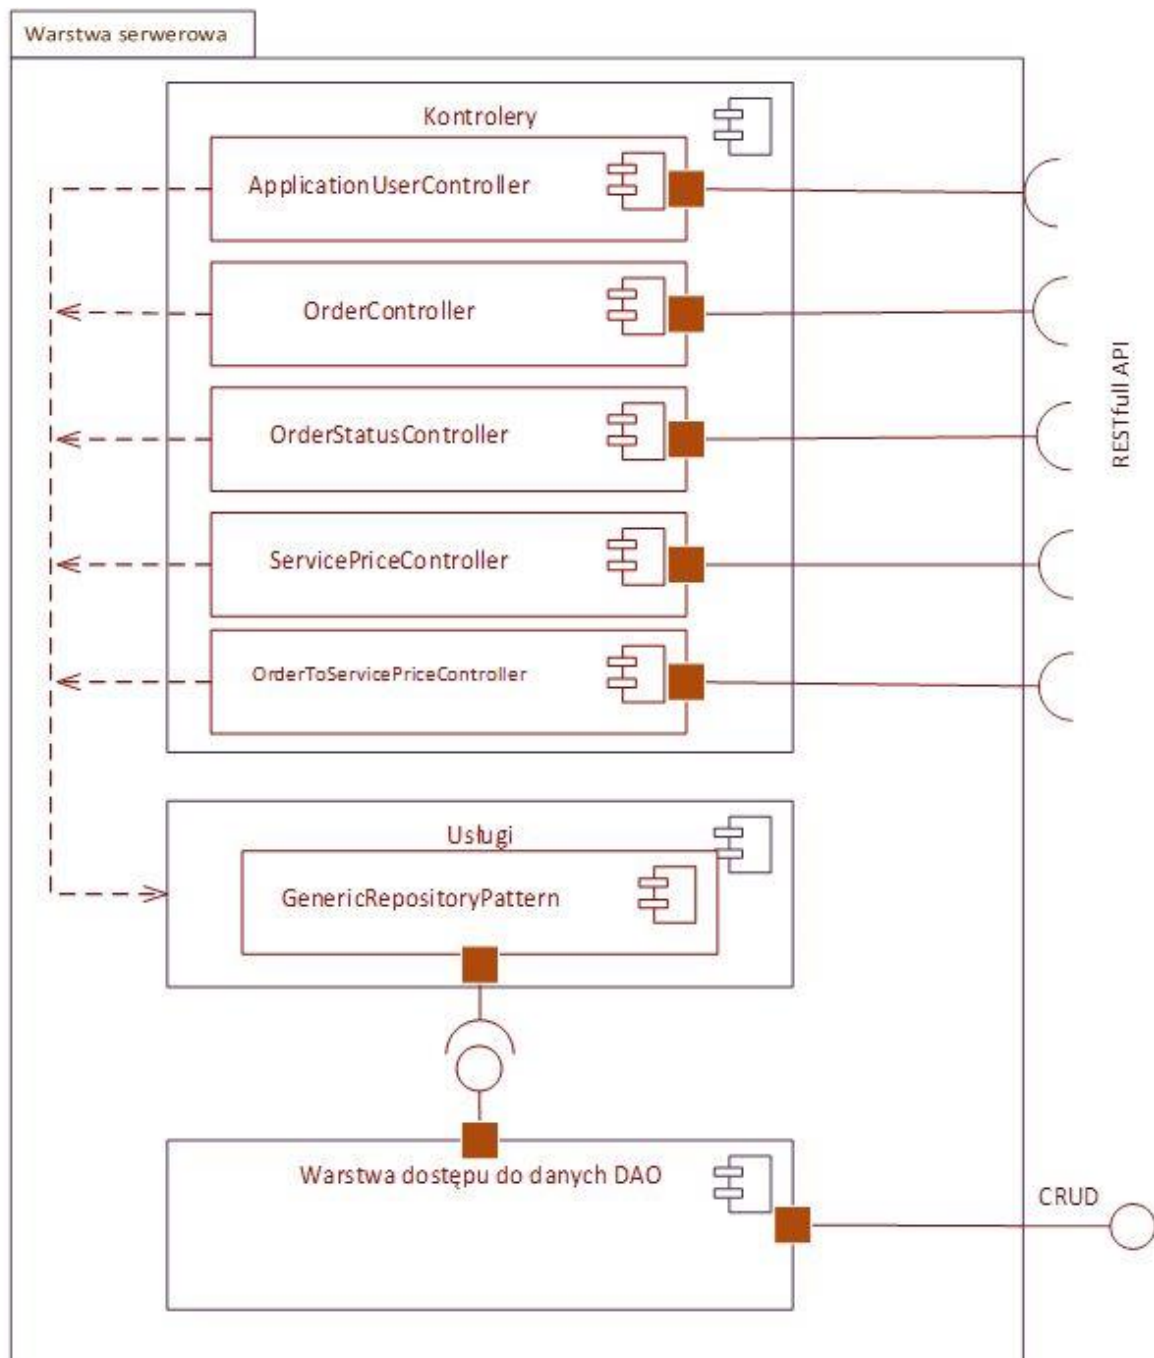 Warstwa serwerowa
Kontrolery
ApplicationUserController
OrderController
OrderStatusController
ServicePriceController
OrderToServicePriceController
RESTfull API
Usługi
GenericRepositoryPattern
Warstwa dostępu do danych DAO
CRUD